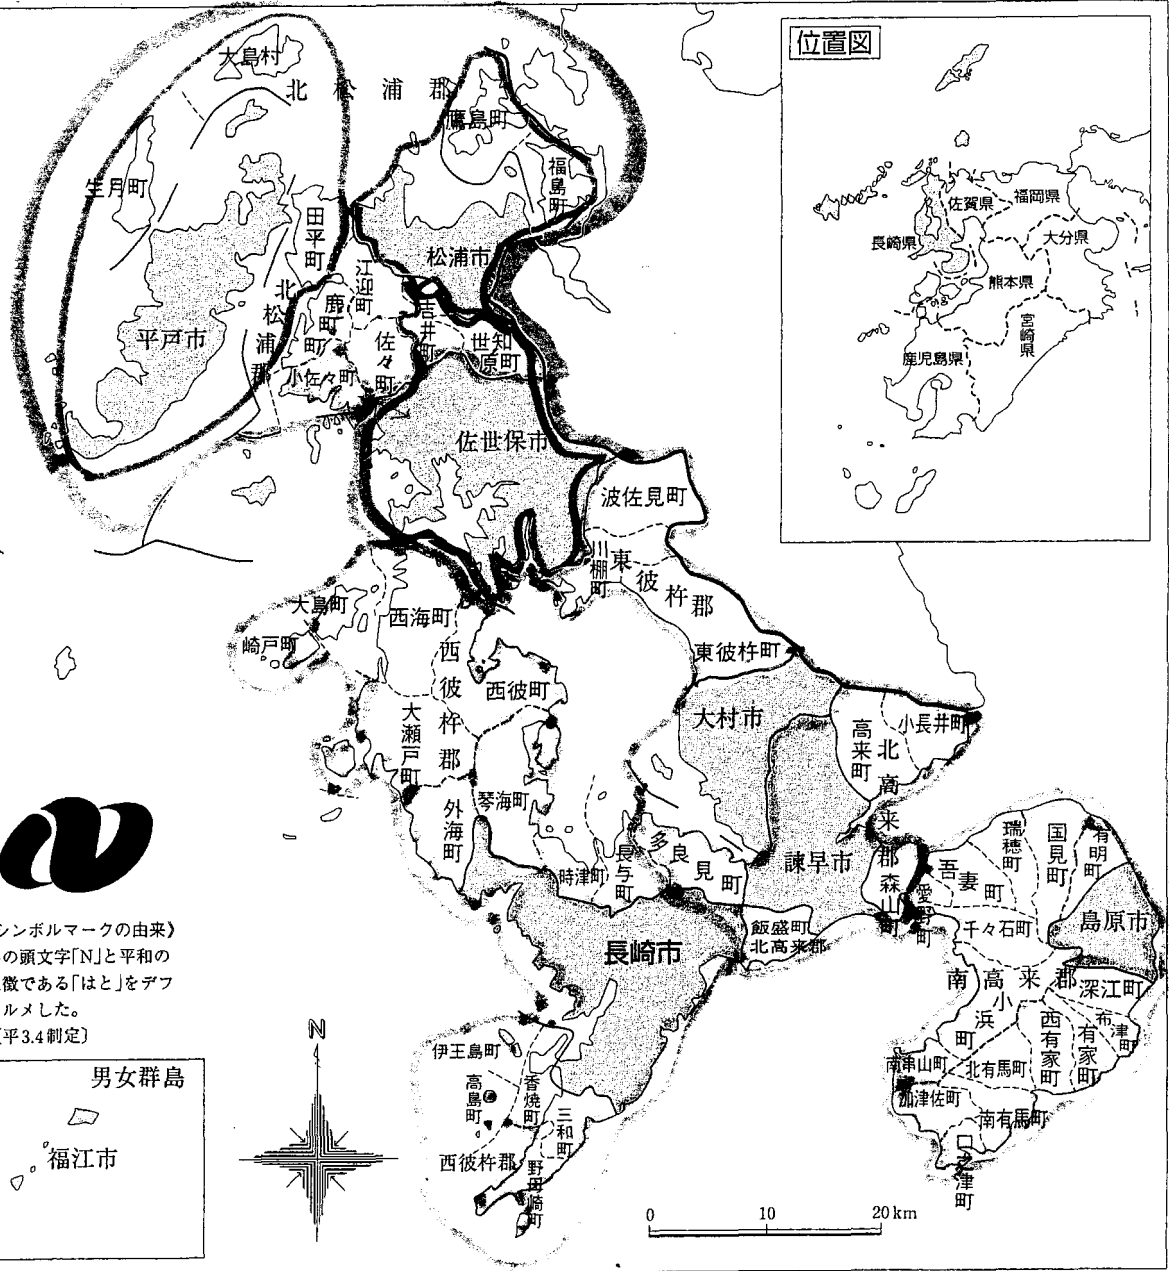 位置図
佐賀県
福岡県
長崎県
大分県
熊本県
宮崎県
鹿児島県
大島村
北松浦郡
鷹島町
福島町
生月町
田平町
松浦市
江迎町
北松浦郡
鹿町町
吉井町
世知原町
平戸市
佐々町
小佐々町
佐世保市
波佐見町
川棚町
東彼杵郡
大島町
西海町
崎戸町
西彼杵郡
西彼町
東彼杵町
大村市
大瀬戸町
高来町
小長井町
北高来郡
外海町
琴海町
時津町
長与町
多良見町
諫早市
森山町
愛野町
吾妻町
瑞穂町
国見町
有明町
島原市
千々石町
飯盛町
北高来郡
長崎市
南高来郡
深江町
小浜町
西有家町
有家町
布津町
南串山町
北有馬町
加津佐町
南有馬町
口之津町
伊王島町
高島町
香焼町
三和町
西彼杵郡
野母崎町
シンボルマークの由来》
の頭文字「N」と平和の
徴である「はと」をデフ
ルメした。
〔平3.4制定〕
男女群島
福江市
N
0 10 20km